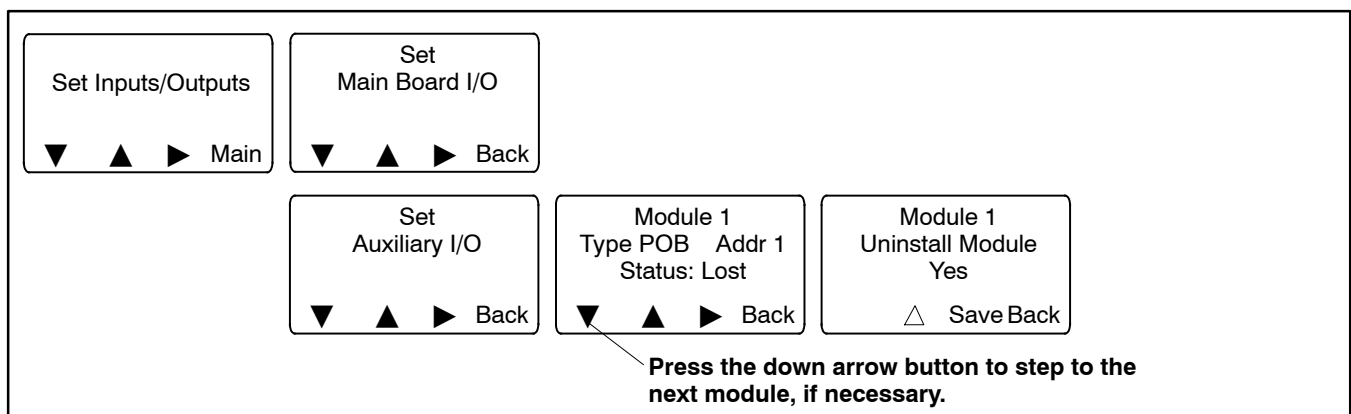 Set Inputs/Outputs
▼ ▲ ▶ Main
Set
Main Board I/O
▼ ▲ ▶ Back
Set
Auxiliary I/O
▼ ▲ ▶ Back
Module 1
Type POB Addr 1
Status: Lost
▼ ▲ ▶ Back
Module 1
Uninstall Module
Yes
△ Save Back
Press the down arrow button to step to the
next module, if necessary.